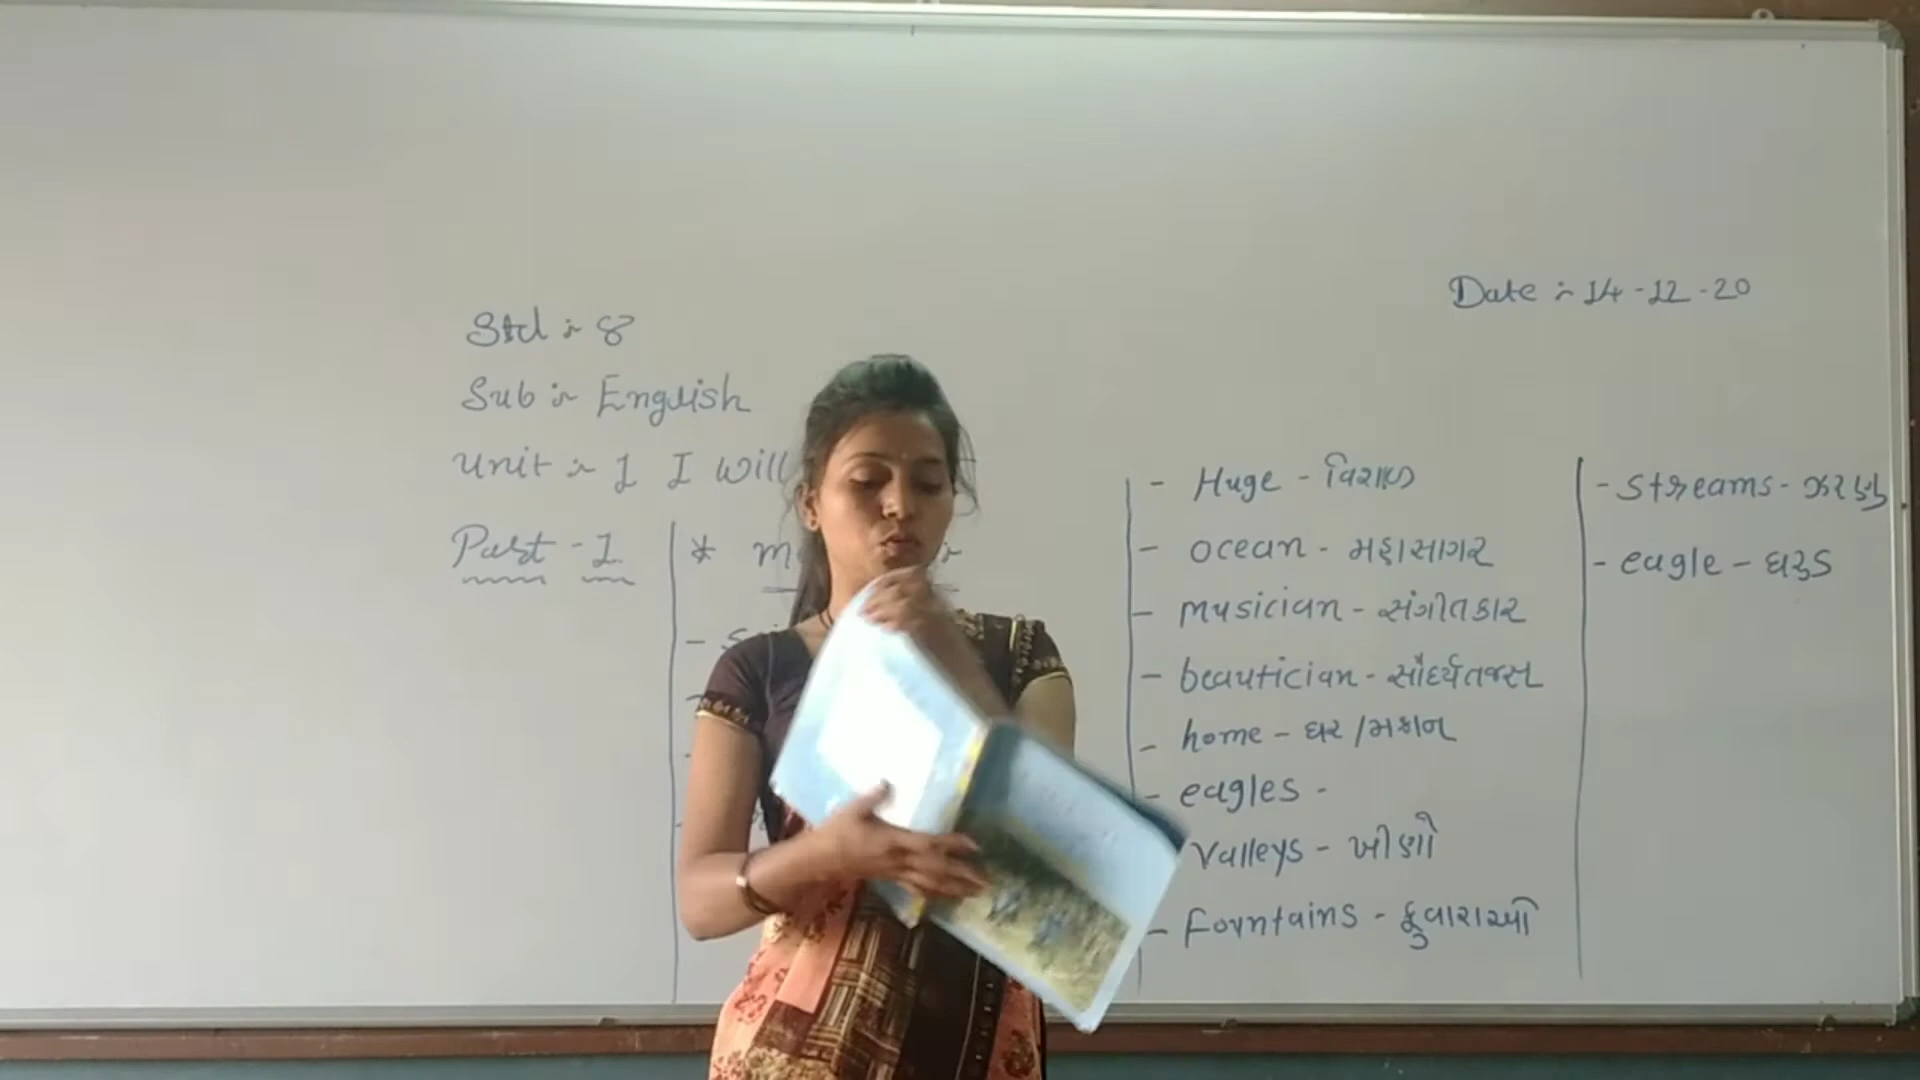 Date :- 14-12-20
Std :- 8
Sub :- English
Unit :- 1 I will
Part - 1
* m
- Huge - વિશાળ
- ocean - મહાસાગર
- musician - સંગીતકાર
- beautician - સૌંદર્યતજજ્ઞ
- home - ઘર / મકાન
- eagles -
Valleys - ખીણો
- Fountains - ફુવારાઓ
- streams - ઝરણું
- eagle - ઘરૂડ